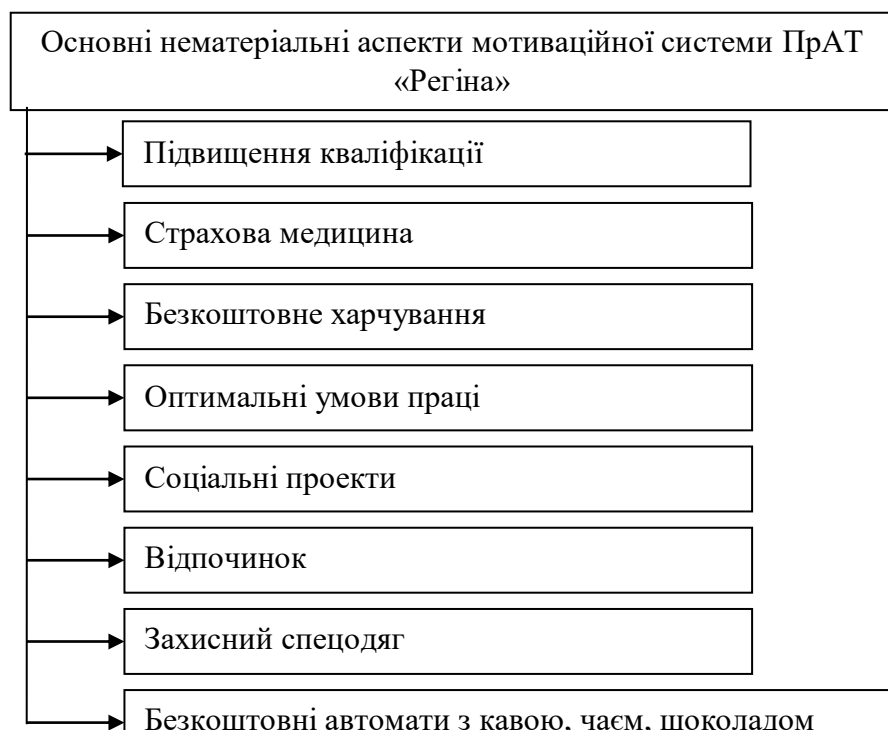 Основні нематеріальні аспекти мотиваційної системи ПрАТ
«Регіна»
Підвищення кваліфікації
Страхова медицина
Безкоштовне харчування
Оптимальні умови праці
Соціальні проекти
Відпочинок
Захисний спецодяг
Безкоштовні автомати з кавою, чаєм, шоколадом